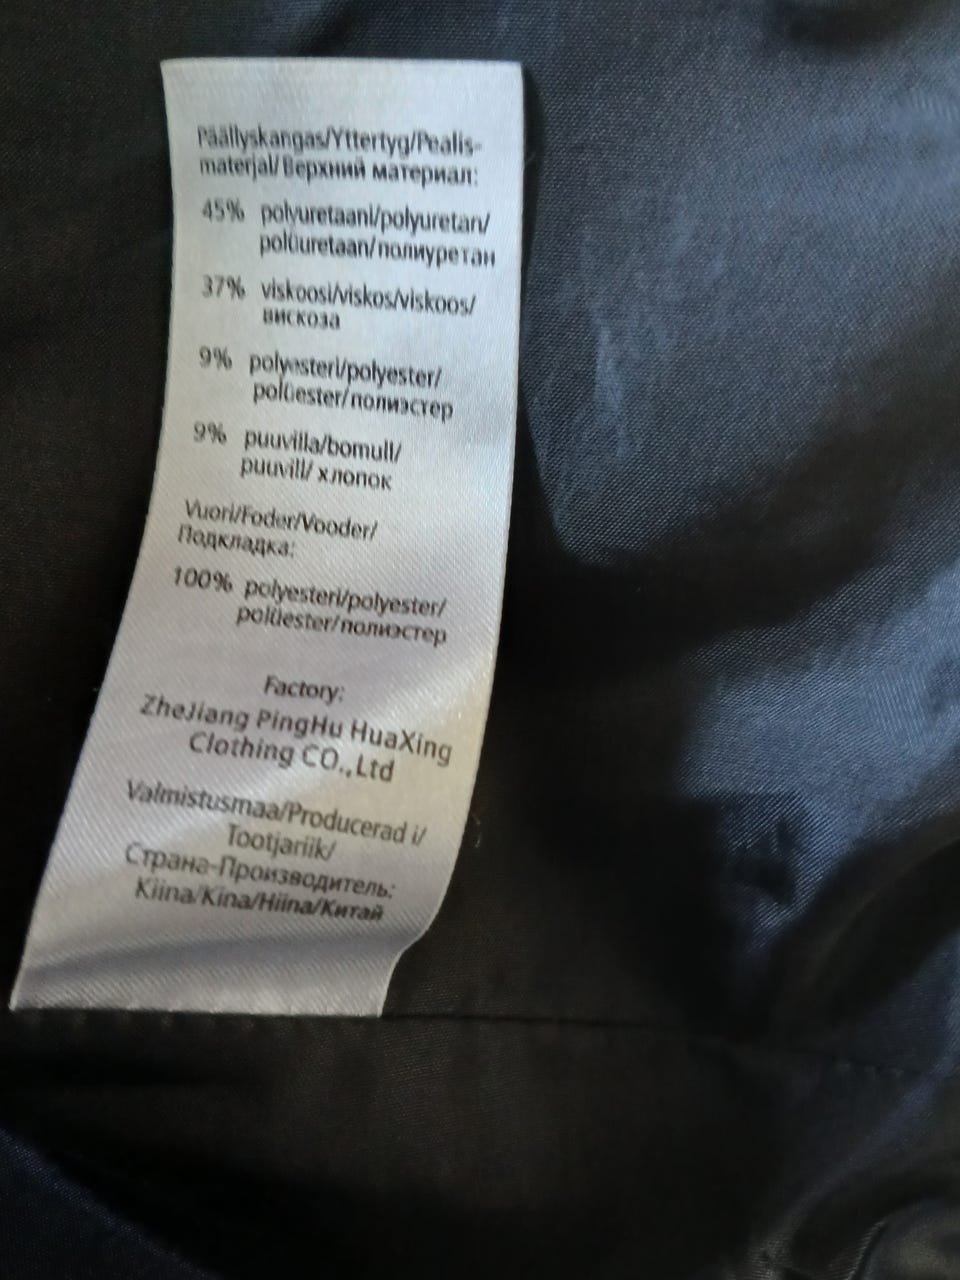 Päällyskangas/Yttertyg/Pealis-
materjal/Верхний материал:
45% polyuretaani/polyuretan/
polüuretaan/полиуретан
37% viskoosi/viskos/viskoos/
вискоза
9% polyesteri/polyester/
polüester/полиэстер
9% puuvilla/bomull/
puuvill/ хлопок
Vuori/Foder/Vooder/
Подкладка:
100% polyesteri/polyester/
polüester/полиэстер
Factory:
ZheJiang PingHu HuaXing
Clothing CO.,Ltd
Valmistusmaa/Producerad i/
Tootjariik/
Страна-Производитель:
Kiina/Kina/Hiina/Китай